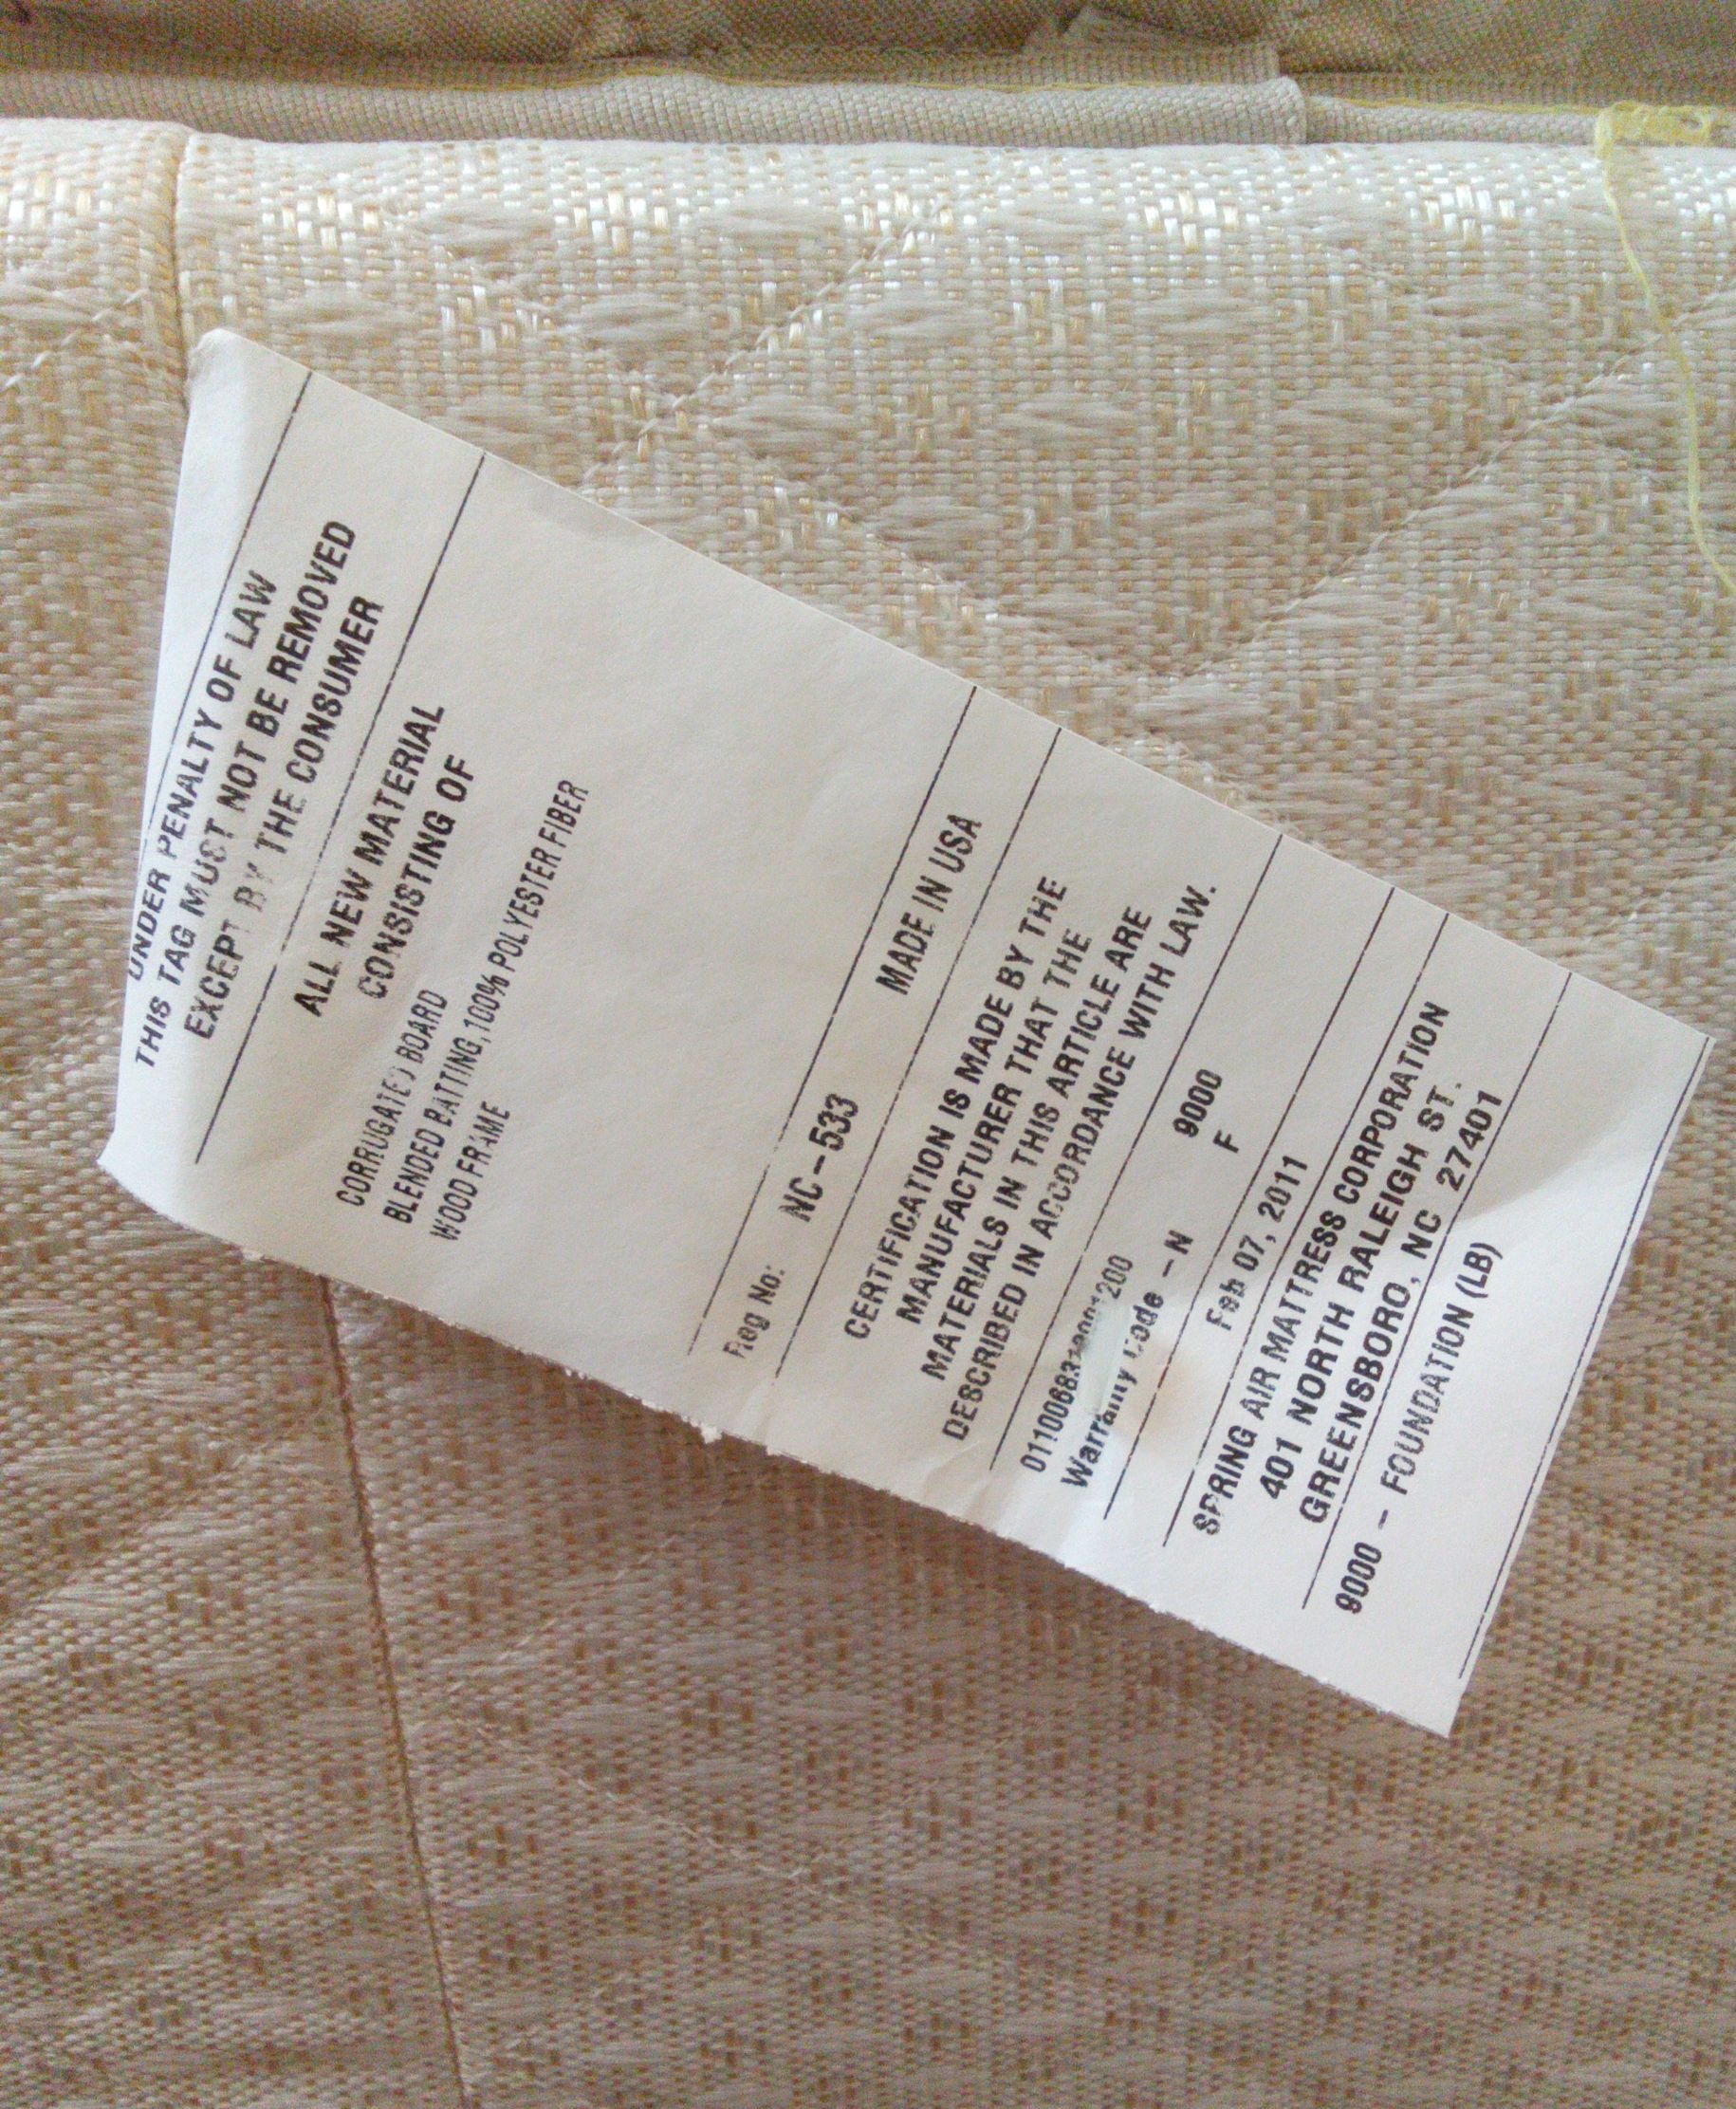 UNDER PENALTY OF LAW
THIS TAG MUST NOT BE REMOVED
EXCEPT BY THE CONSUMER
ALL NEW MATERIAL
CONSISTING OF
CORRUGATED BOARD
BLENDED BATTING, 100% POLYESTER FIBER
WOOD FRAME
Reg No: NC-533 MADE IN USA
CERTIFICATION IS MADE BY THE
MANUFACTURER THAT THE
MATERIALS IN THIS ARTICLE ARE
DESCRIBED IN ACCORDANCE WITH LAW.
9000
Warranty Code - N F
Feb 07, 2011
SPRING AIR MATTRESS CORPORATION
401 NORTH RALEIGH ST.
GREENSBORO, NC 27401
9000 - FOUNDATION (LB)